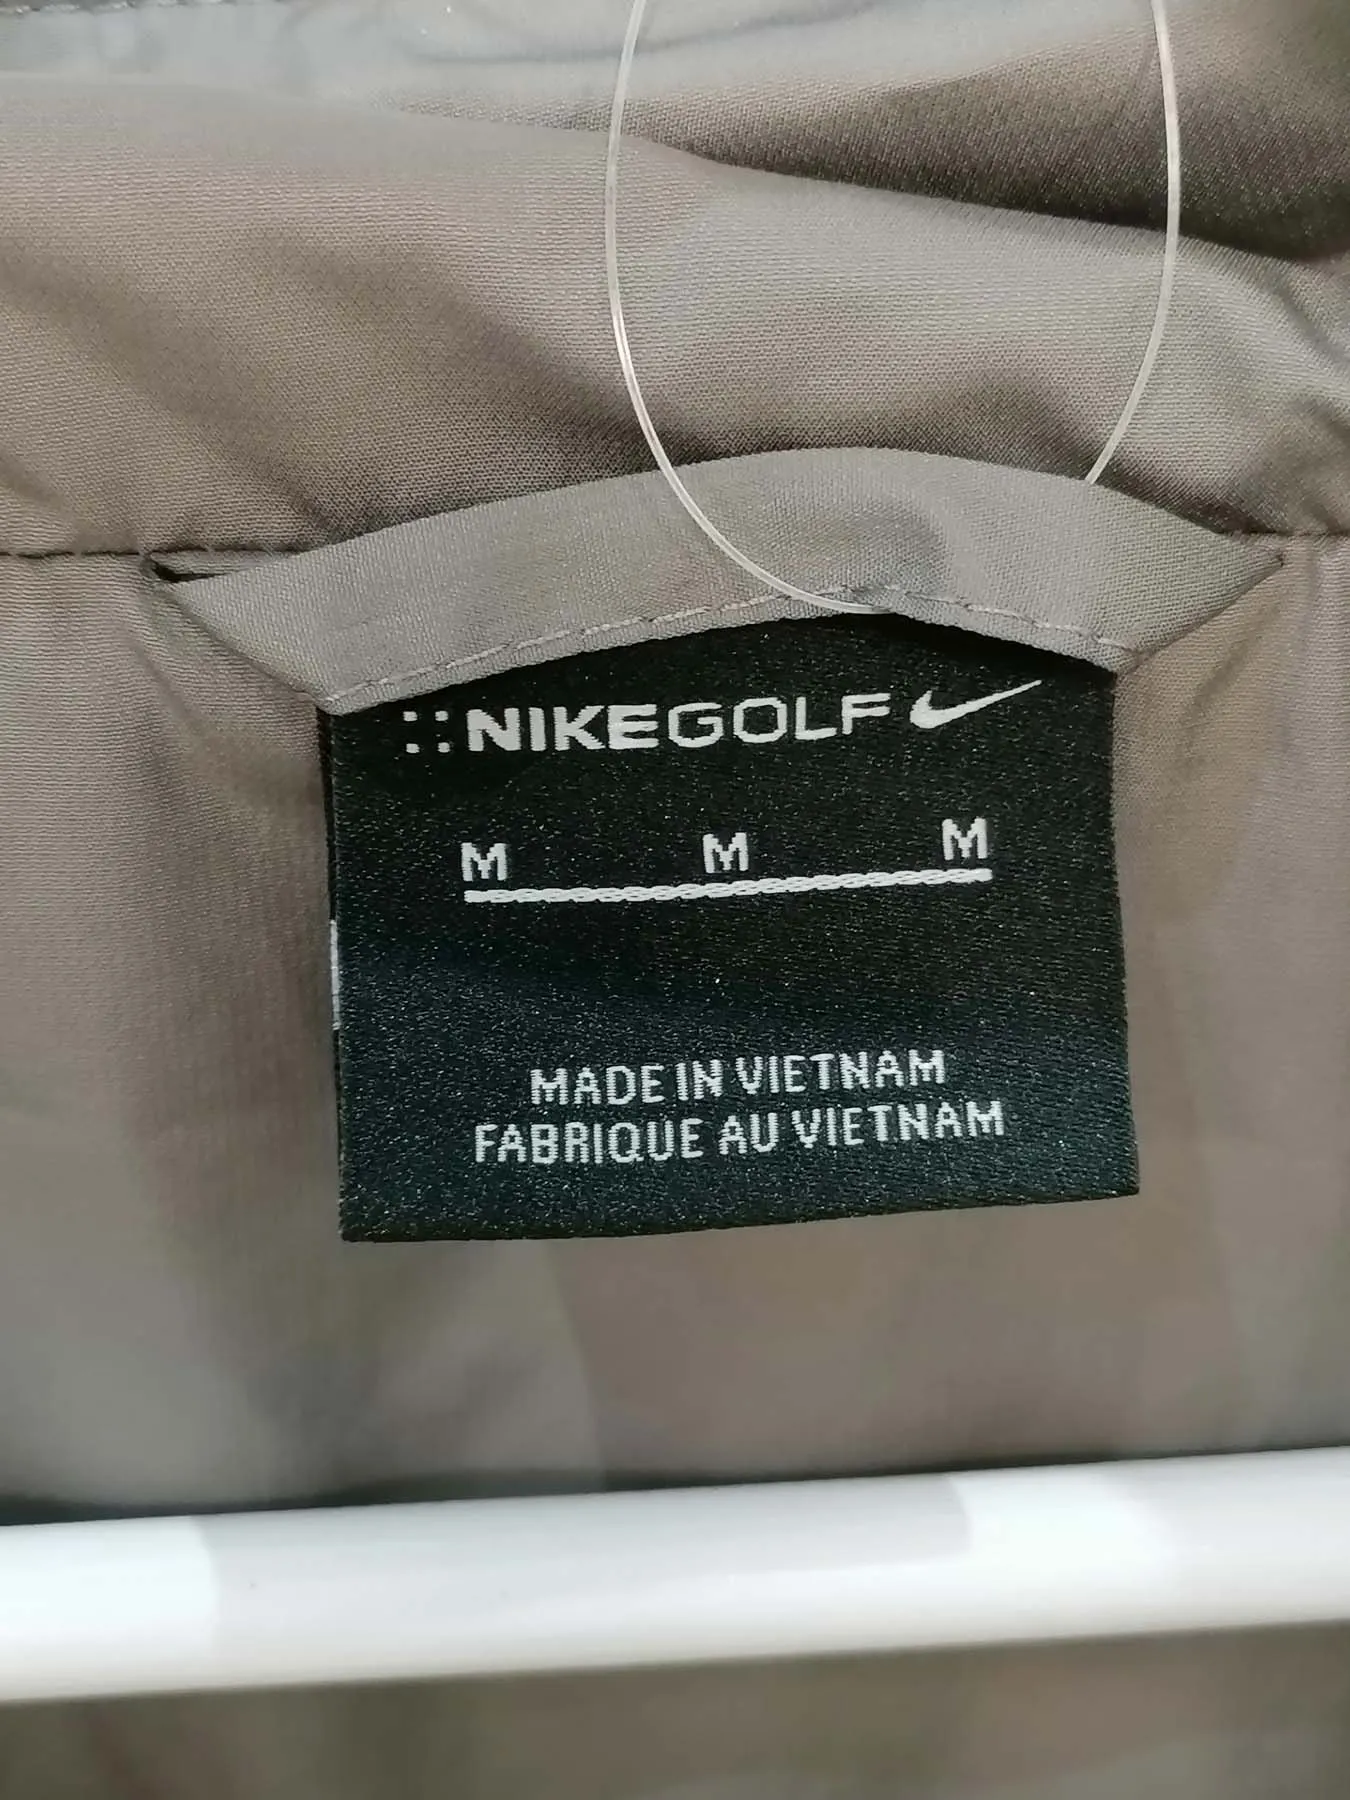 ::NIKEGOLF
M M M
MADE IN VIETNAM
FABRIQUE AU VIETNAM